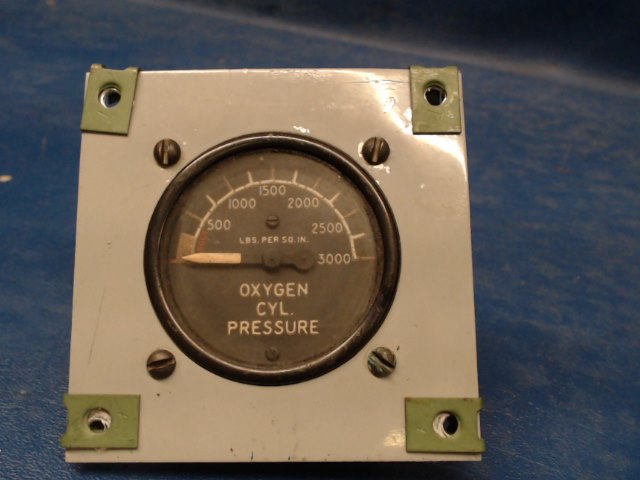 500 1000 1500 2000 2500 3000
LBS. PER SQ. IN.
OXYGEN
CYL.
PRESSURE